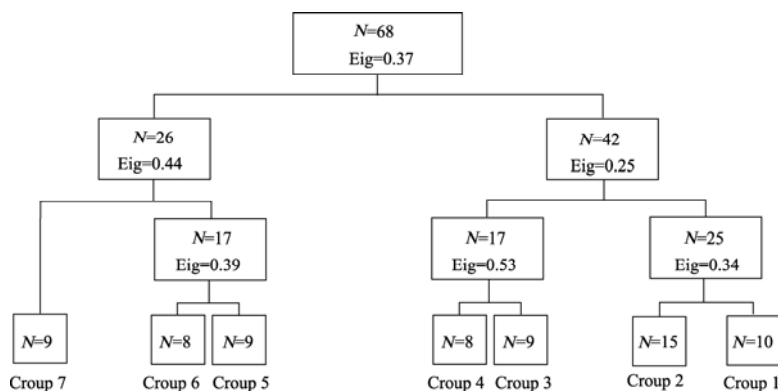 N=68
Eig=0.37
N=26
Eig=0.44
N=42
Eig=0.25
N=17
Eig=0.39
N=17
Eig=0.53
N=25
Eig=0.34
N=9
N=8
N=9
N=8
N=9
N=15
N=10
Croup 7
Croup 6
Croup 5
Croup 4
Croup 3
Croup 2
Croup 1